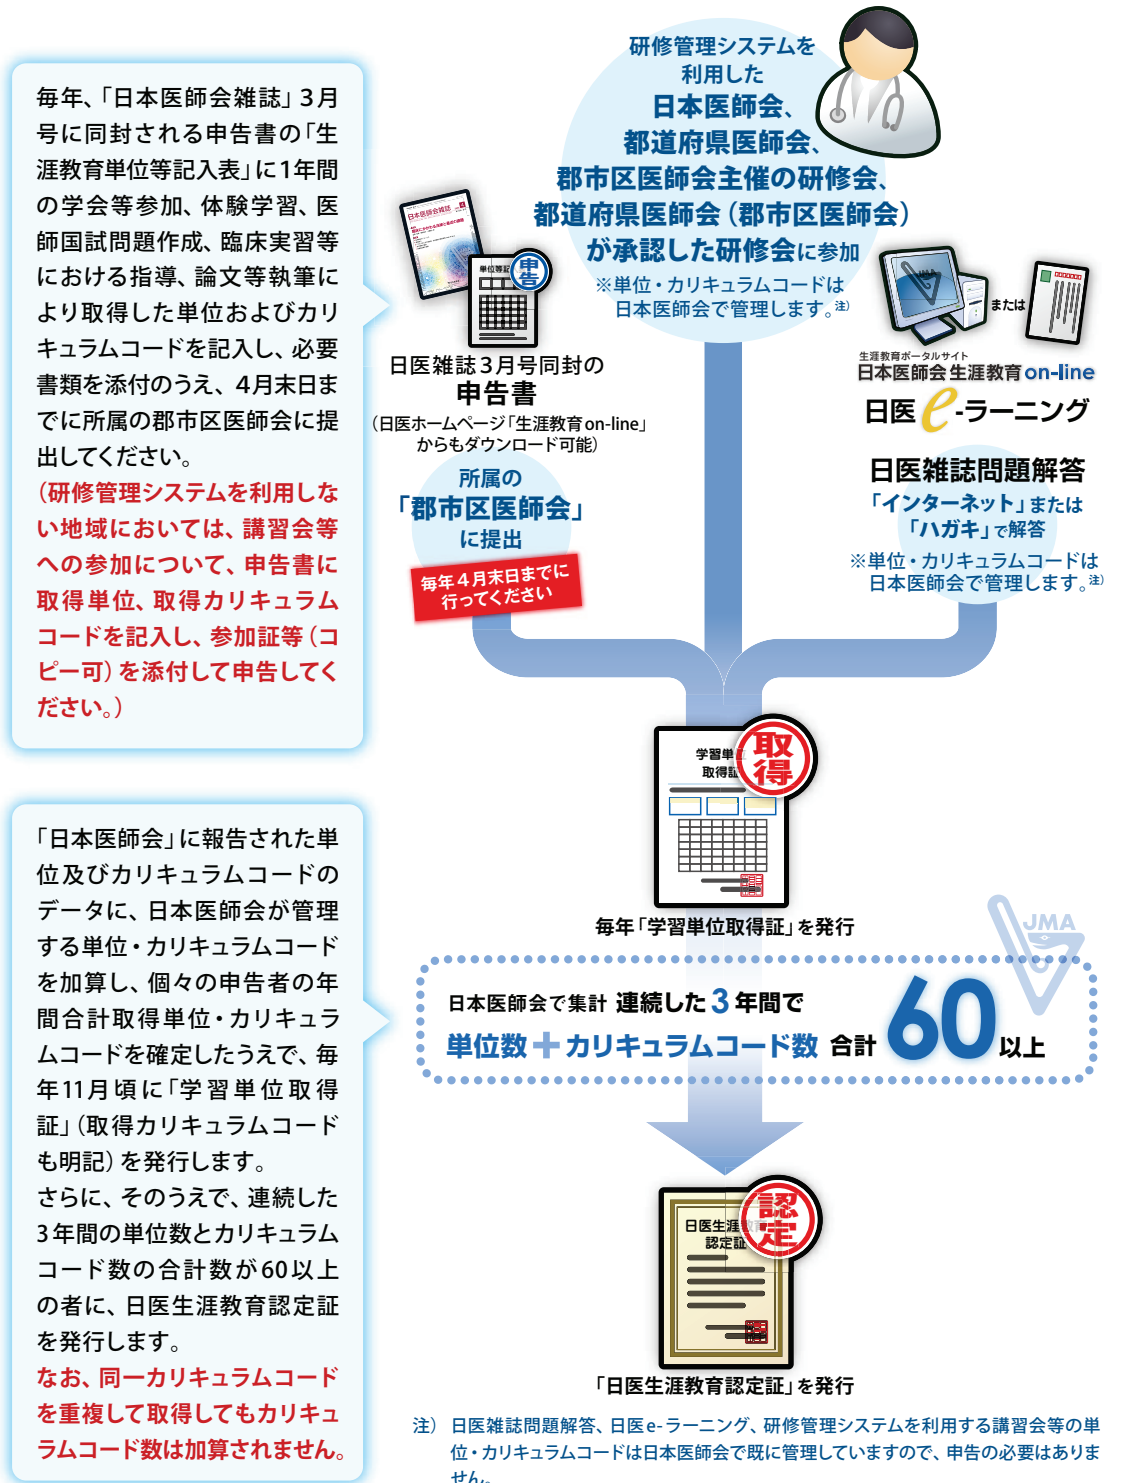 毎年、「日本医師会雑誌」3月
号に同封される申告書の「生
涯教育単位等記入表」に1年間
の学会等参加、体験学習、医
師国試問題作成、臨床実習等
における指導、論文等執筆に
より取得した単位およびカリ
キュラムコードを記入し、必要
書類を添付のうえ、4月末日ま
でに所属の郡市区医師会に提
出してください。
(研修管理システムを利用しな
い地域においては、講習会等
への参加について、申告書に
取得単位、取得カリキュラム
コードを記入し、参加証等(コ
ピー可)を添付して申告してく
ださい。)
研修管理システムを
利用した
日本医師会、
都道府県医師会、
郡市区医師会主催の研修会、
都道府県医師会(郡市区医師会)
が承認した研修会に参加
※単位・カリキュラムコードは
日本医師会で管理します。注)
日本医師会雑誌
単位等記
申告
日医雑誌3月号同封の
申告書
(日医ホームページ「生涯教育on-line」
からもダウンロード可能)
所属の
「郡市区医師会」
に提出
毎年4月末日までに
行ってください
JMA
または
生涯教育ポータルサイト
日本医師会生涯教育on-line
日医e-ラーニング
日医雑誌問題解答
「インターネット」または
「ハガキ」で解答
※単位・カリキュラムコードは
日本医師会で管理します。注)
学習単位
取得証
取得
毎年「学習単位取得証」を発行
JMA
日本医師会で集計 連続した3年間で
単位数+カリキュラムコード数 合計60以上
「日本医師会」に報告された単
位及びカリキュラムコードの
データに、日本医師会が管理
する単位・カリキュラムコード
を加算し、個々の申告者の年
間合計取得単位・カリキュラ
ムコードを確定したうえで、毎
年11月頃に「学習単位取得
証」(取得カリキュラムコード
も明記)を発行します。
さらに、そのうえで、連続した
3年間の単位数とカリキュラム
コード数の合計数が60以上
の者に、日医生涯教育認定証
を発行します。
なお、同一カリキュラムコード
を重複して取得してもカリキュ
ラムコード数は加算されません。
日医生涯教育
認定証
認定
「日医生涯教育認定証」を発行
注) 日医雑誌問題解答、日医e-ラーニング、研修管理システムを利用する講習会等の単
位・カリキュラムコードは日本医師会で既に管理していますので、申告の必要はありま
せん。